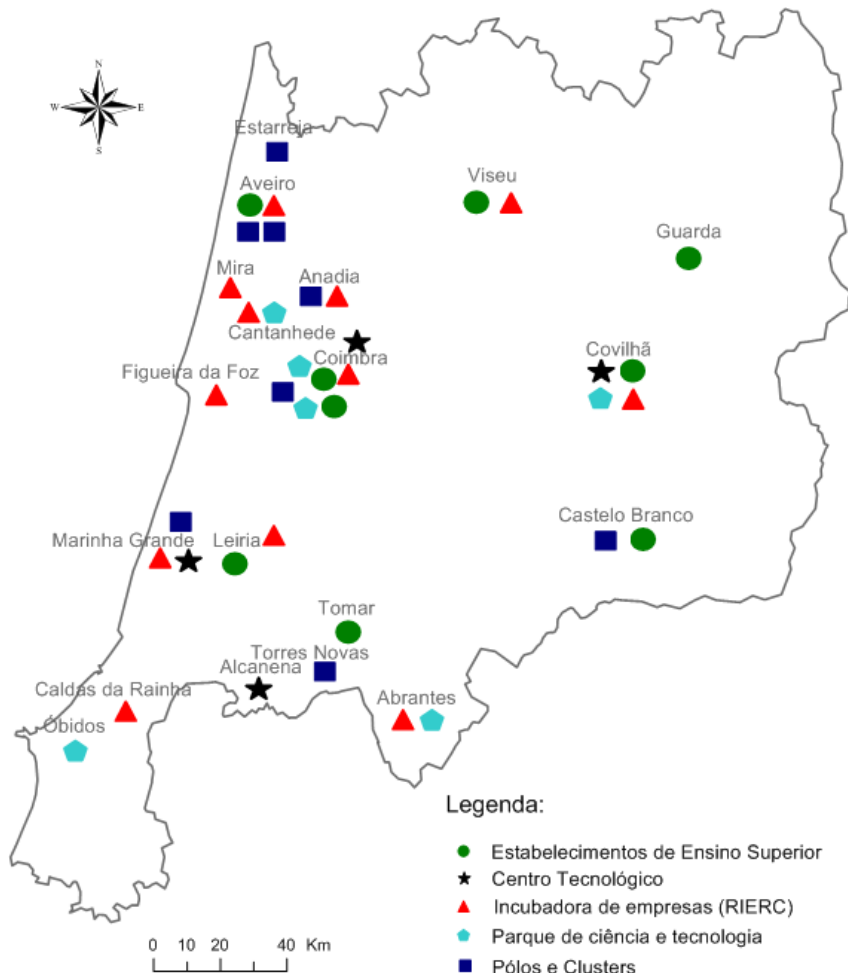 N
W
E
S
Estarreja
Aveiro
Viseu
Guarda
Mira
Anadia
Cantanhede
Coimbra
Covilhã
Figueira da Foz
Castelo Branco
Marinha Grande
Leiria
Tomar
Torres Novas
Alcanena
Caldas da Rainha
Abrantes
Óbidos
Legenda:
Estabelecimentos de Ensino Superior
Centro Tecnológico
Incubadora de empresas (RIERC)
Parque de ciência e tecnologia
Pólos e Clusters
0 10 20 40 Km